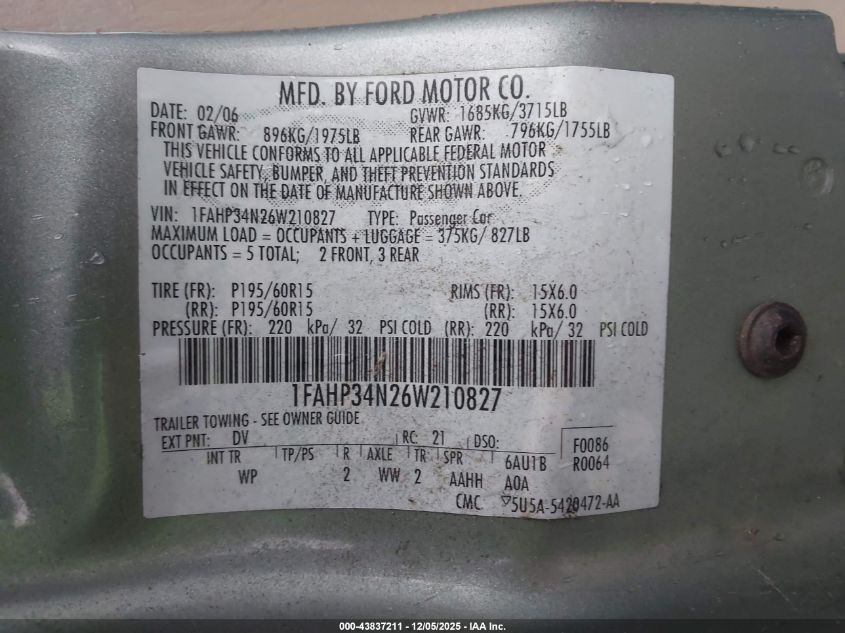 MFD. BY FORD MOTOR CO.
DATE: 02/06 GVWR: 1685KG/3715LB
FRONT GAWR: 896KG/1975LB REAR GAWR: 796KG/1755LB
THIS VEHICLE CONFORMS TO ALL APPLICABLE FEDERAL MOTOR
VEHICLE SAFETY, BUMPER, AND THEFT PREVENTION STANDARDS
IN EFFECT ON THE DATE OF MANUFACTURE SHOWN ABOVE.
VIN: 1FAHP34N26W210827 TYPE: Passenger Car
MAXIMUM LOAD = OCCUPANTS + LUGGAGE = 375KG/ 827LB
OCCUPANTS = 5 TOTAL; 2 FRONT, 3 REAR
TIRE (FR): P195/60R15 RIMS (FR): 15X6.0
(RR): P195/60R15 (RR): 15X6.0
PRESSURE (FR): 220 kPa/ 32 PSI COLD (RR): 220 kPa/ 32 PSI COLD
1FAHP34N26W210827
TRAILER TOWING - SEE OWNER GUIDE
EXT PNT: DV RC: 21 DSO: F0086
INT TR TP/PS R AXLE TR SPR 6AU1B R0064
WP 2 WW 2 AAHH A0A
CMC 5U5A-5420472-AA
000-43837211 - 12/05/2025 - IAA Inc.